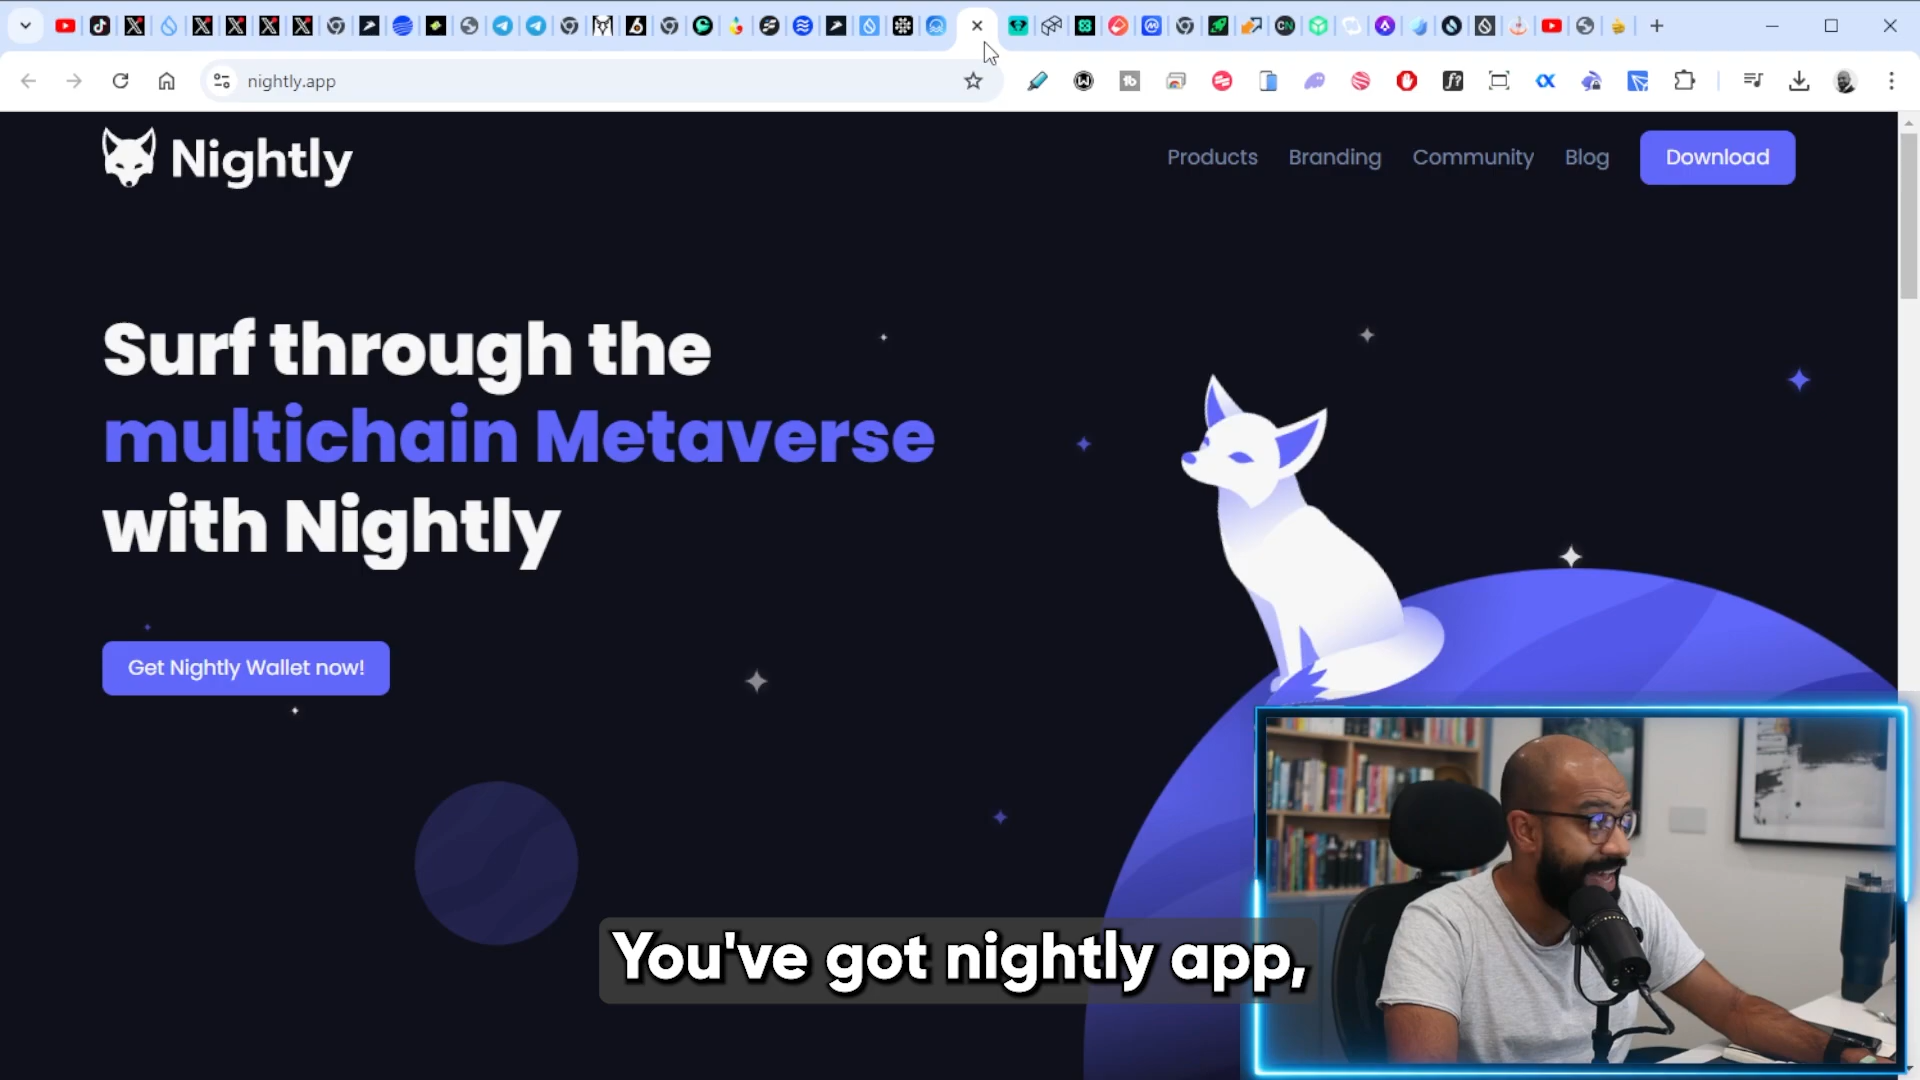 nightly.app
Nightly
Products
Branding
Community
Blog
Download
Surf through the
multichain Metaverse
with Nightly
Get Nightly Wallet now!
You've got nightly app,